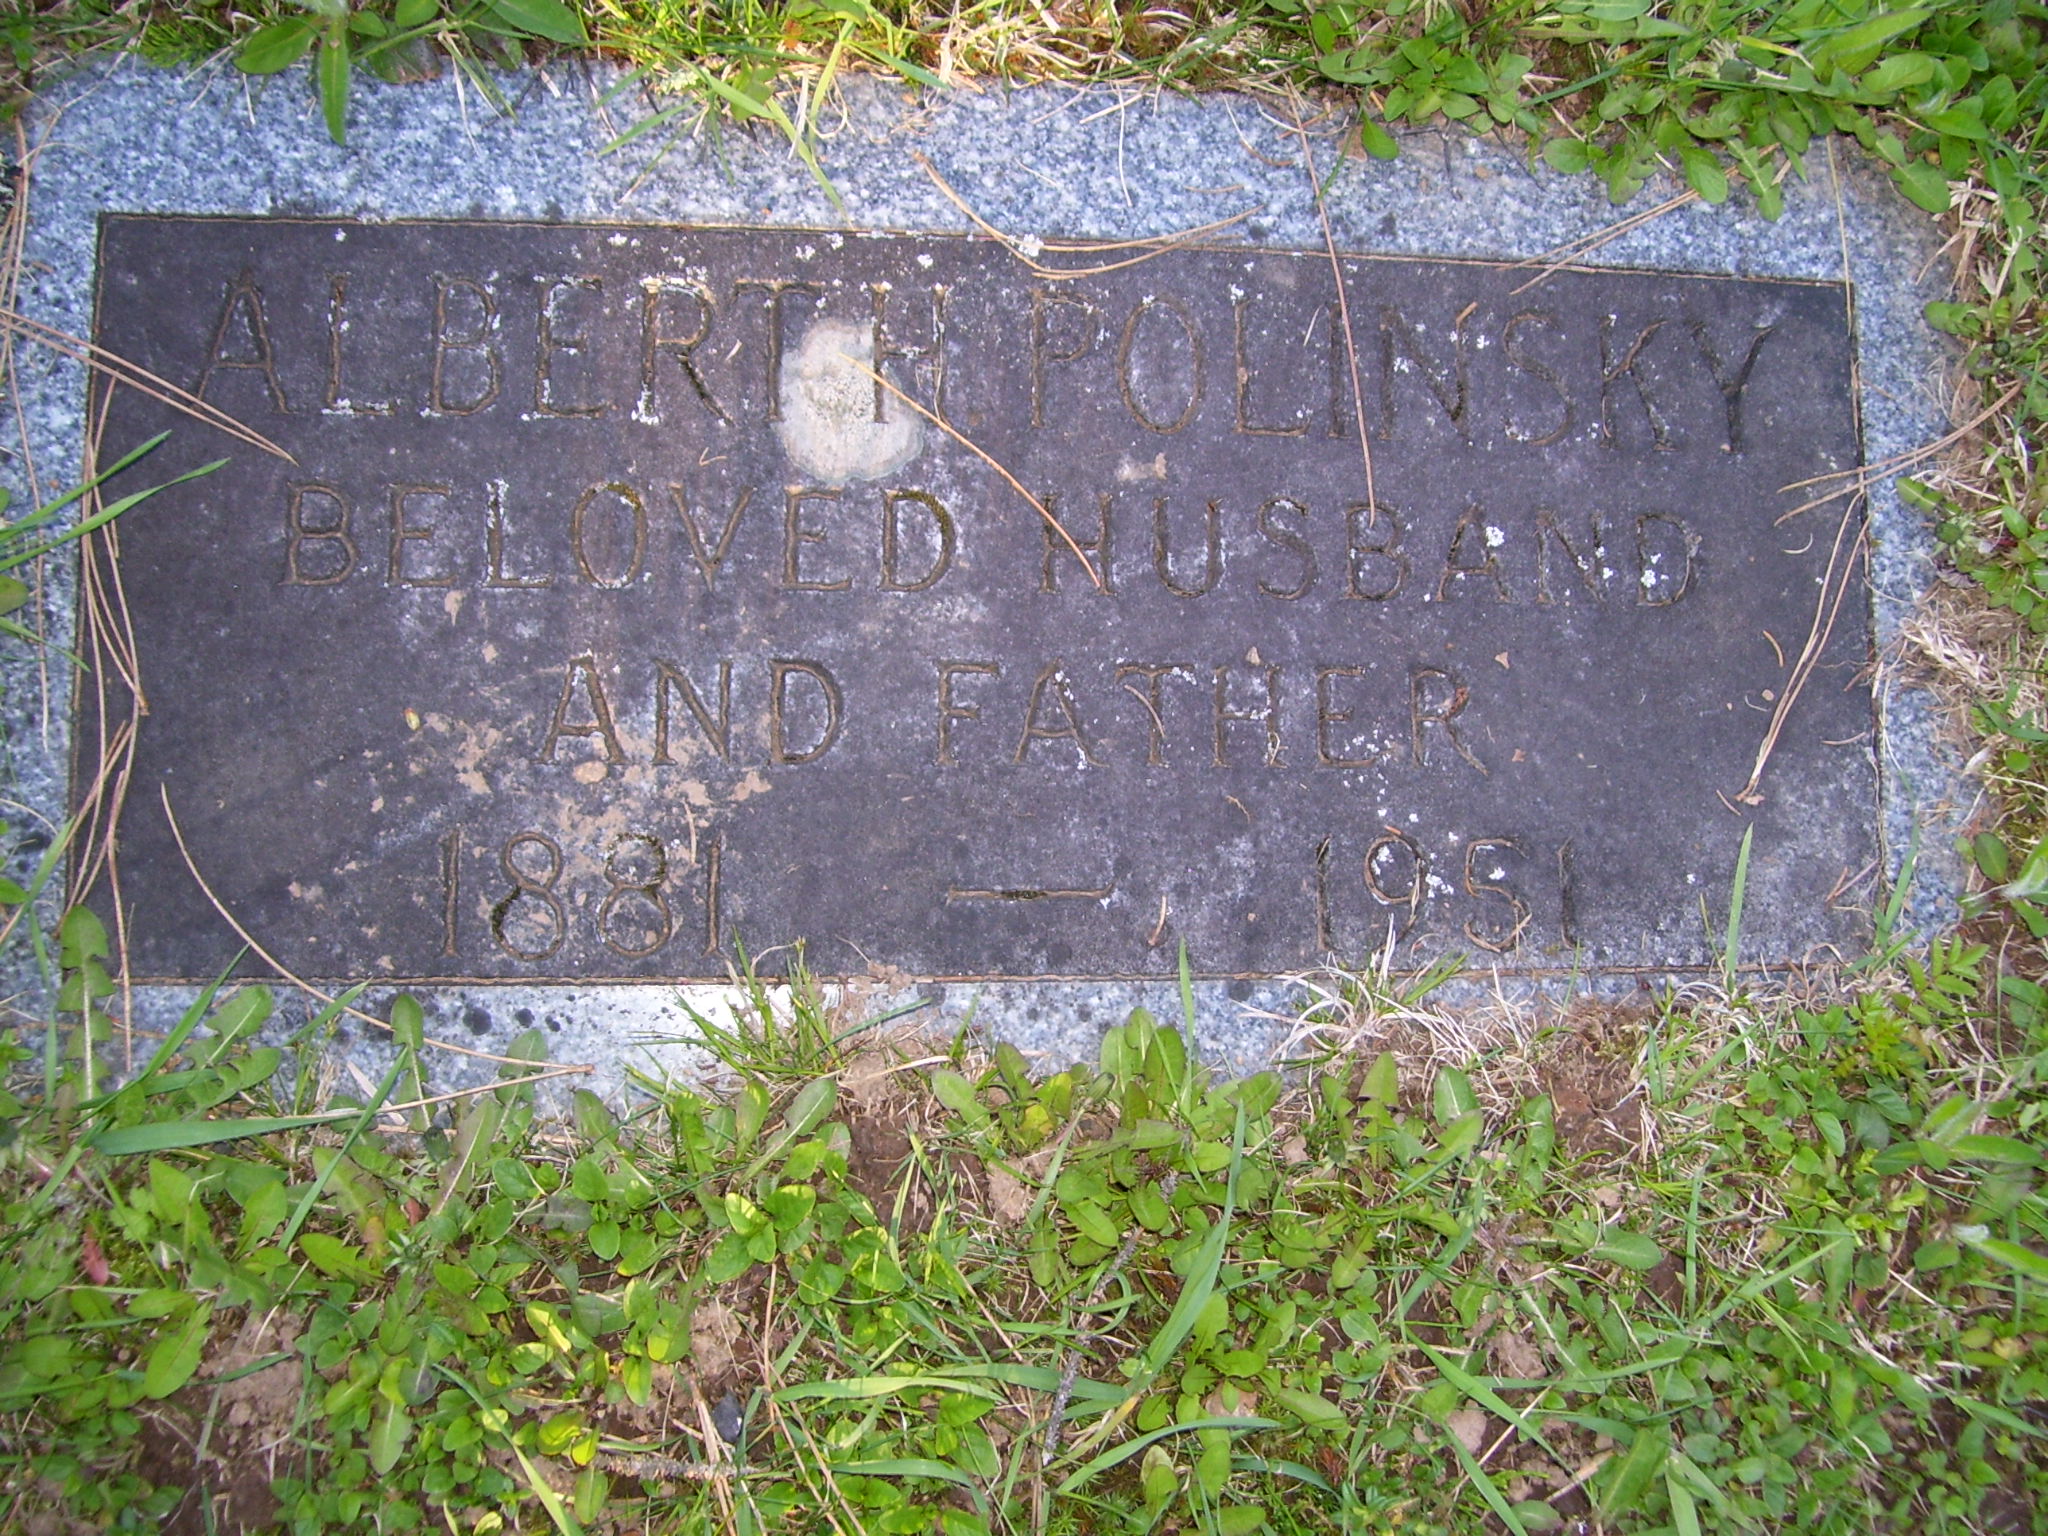 ALBERT H. POLINSKY
BELOVED HUSBAND
AND FATHER
1881 — 1951